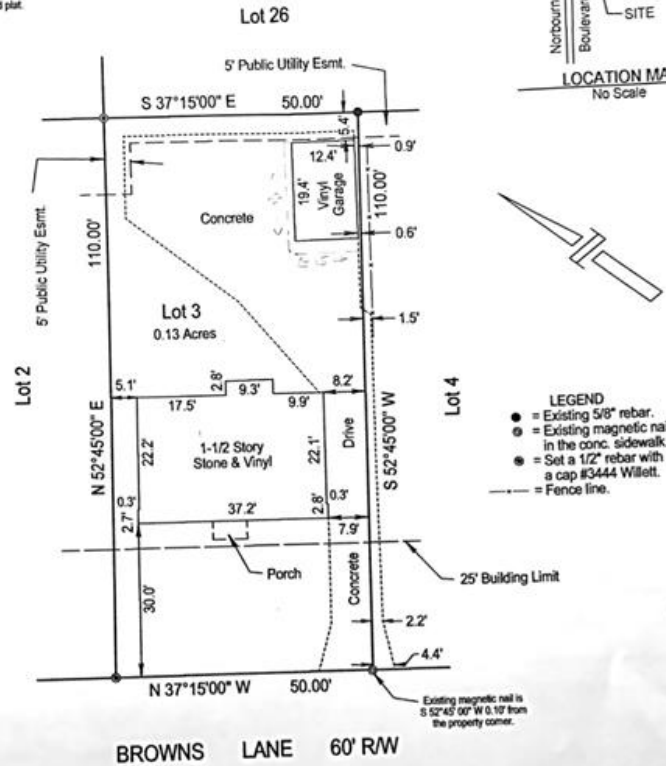 d plat.
Lot 26
Norbourn
Boulevar
SITE
LOCATION MA
No Scale
5' Public Utility Esmt.
S 37°15'00" E 50.00'
5.4'
0.9'
12.4'
19.4'
Vinyl
Garage
110.00'
0.6'
Concrete
5' Public Utility Esmt.
110.00'
1.5'
Lot 3
0.13 Acres
Lot 2
Lot 4
5.1'
17.5'
2.8'
9.3'
9.9'
8.2'
N 52°45'00" E
22.2'
1-1/2 Story
Stone & Vinyl
22.1'
Drive
S 52°45'00" W
LEGEND
= Existing 5/8" rebar.
= Existing magnetic nai
in the conc. sidewalk
= Set a 1/2" rebar with
a cap #3444 Willett.
= Fence line.
0.3'
2.7'
37.2'
2.8'
0.3'
7.9'
Porch
25' Building Limit
30.0'
Concrete
2.2'
4.4'
N 37°15'00" W 50.00'
Existing magnetic nail is
S 52°45' 00" W 0.10' from
the property corner.
BROWNS LANE 60' R/W